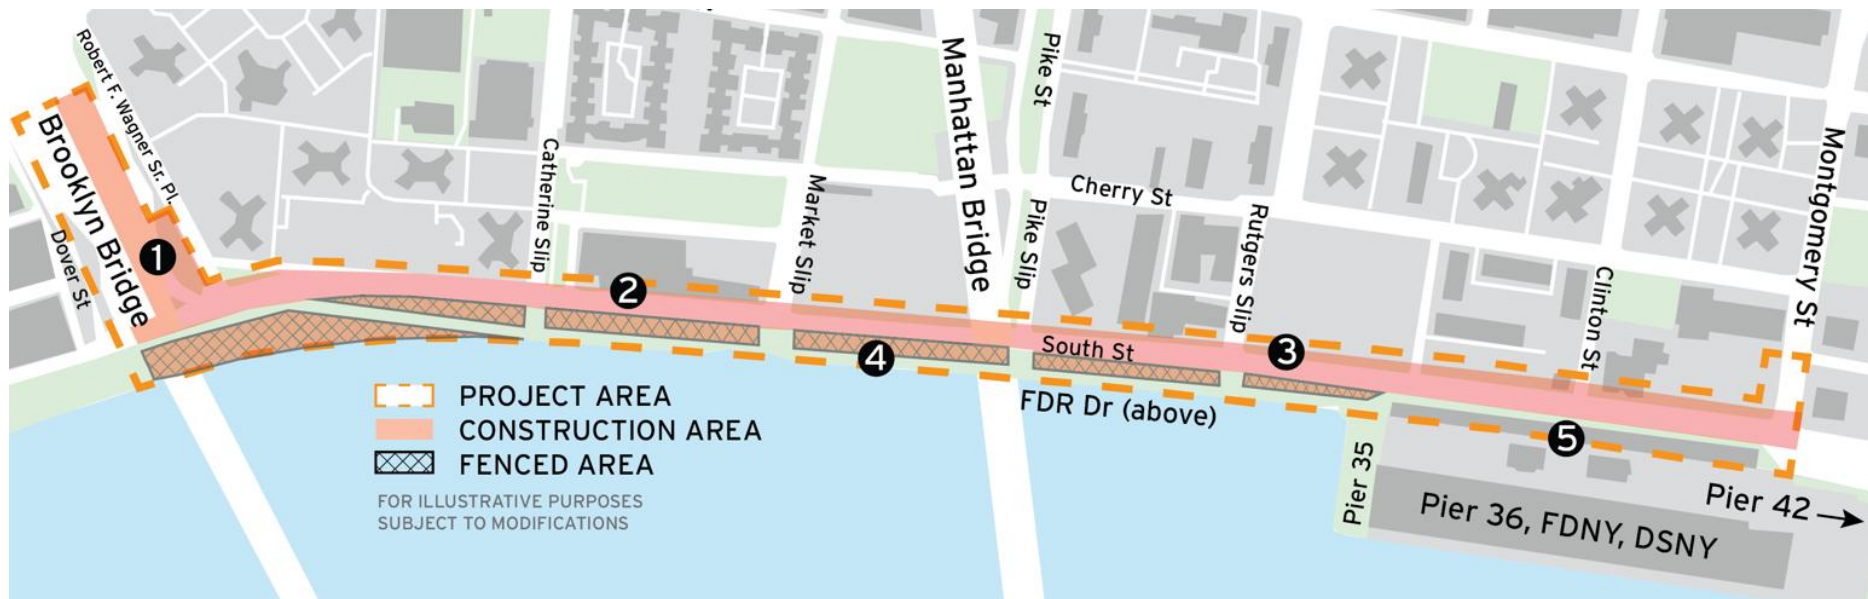 Robert F. Wagner Sr. Pl.
Brooklyn Bridge
Dover St
1
Catherine Slip
2
Market Slip
Manhattan Bridge
Pike St
Pike Slip
Cherry St
Rutgers Slip
3
Clinton St
Montgomery St
South St
4
FDR Dr (above)
5
Pier 35
Pier 36, FDNY, DSNY
Pier 42
PROJECT AREA
CONSTRUCTION AREA
FENCED AREA
FOR ILLUSTRATIVE PURPOSES
SUBJECT TO MODIFICATIONS